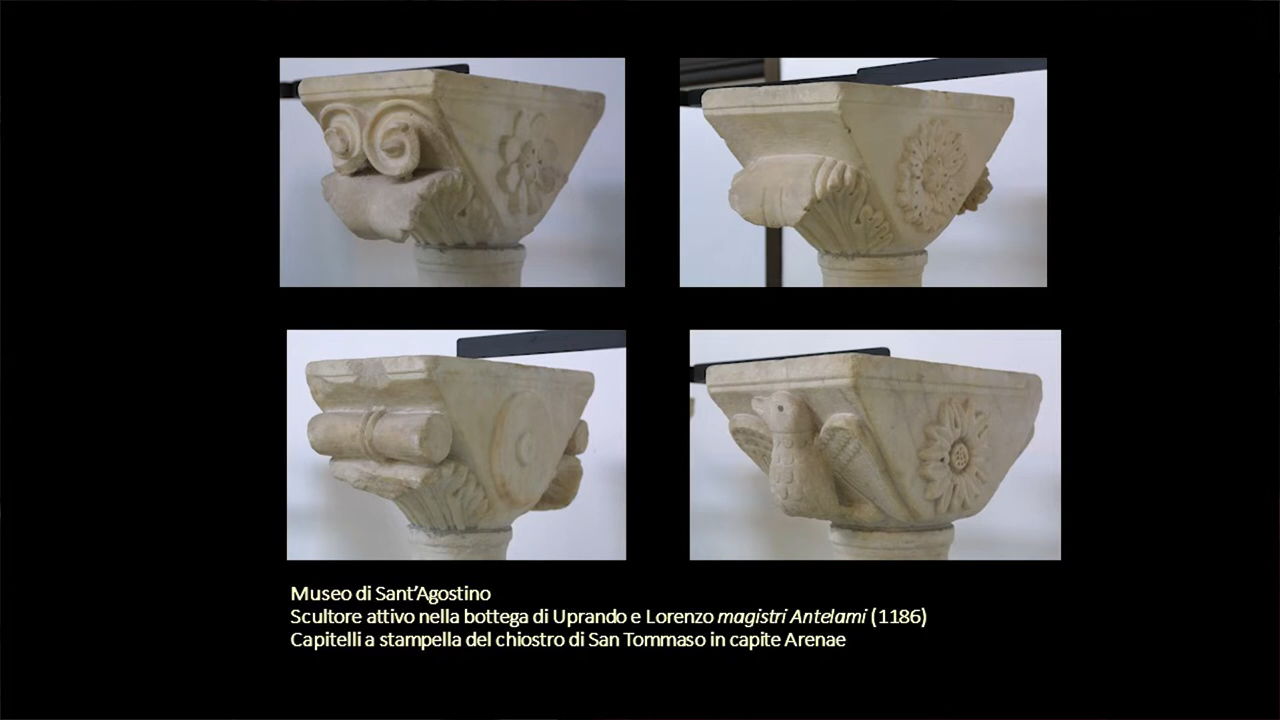 Museo di Sant’Agostino
Scultore attivo nella bottega di Uprando e Lorenzo magistri Antelami (1186)
Capitelli a stampella del chiostro di San Tommaso in capite Arenae